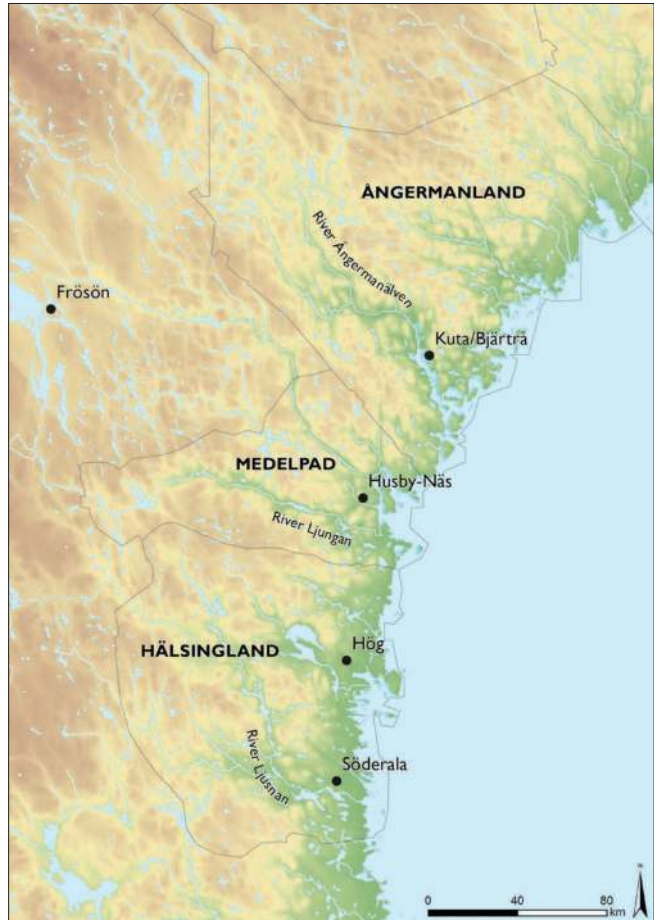 ÅNGERMANLAND
River Ångermanälven
Frösön
Kuta/Bjärtrå
MEDELPAD
Husby-Näs
River Ljungan
HÄLSINGLAND
Hög
River Ljusnan
Söderala
N
0 40 80
km